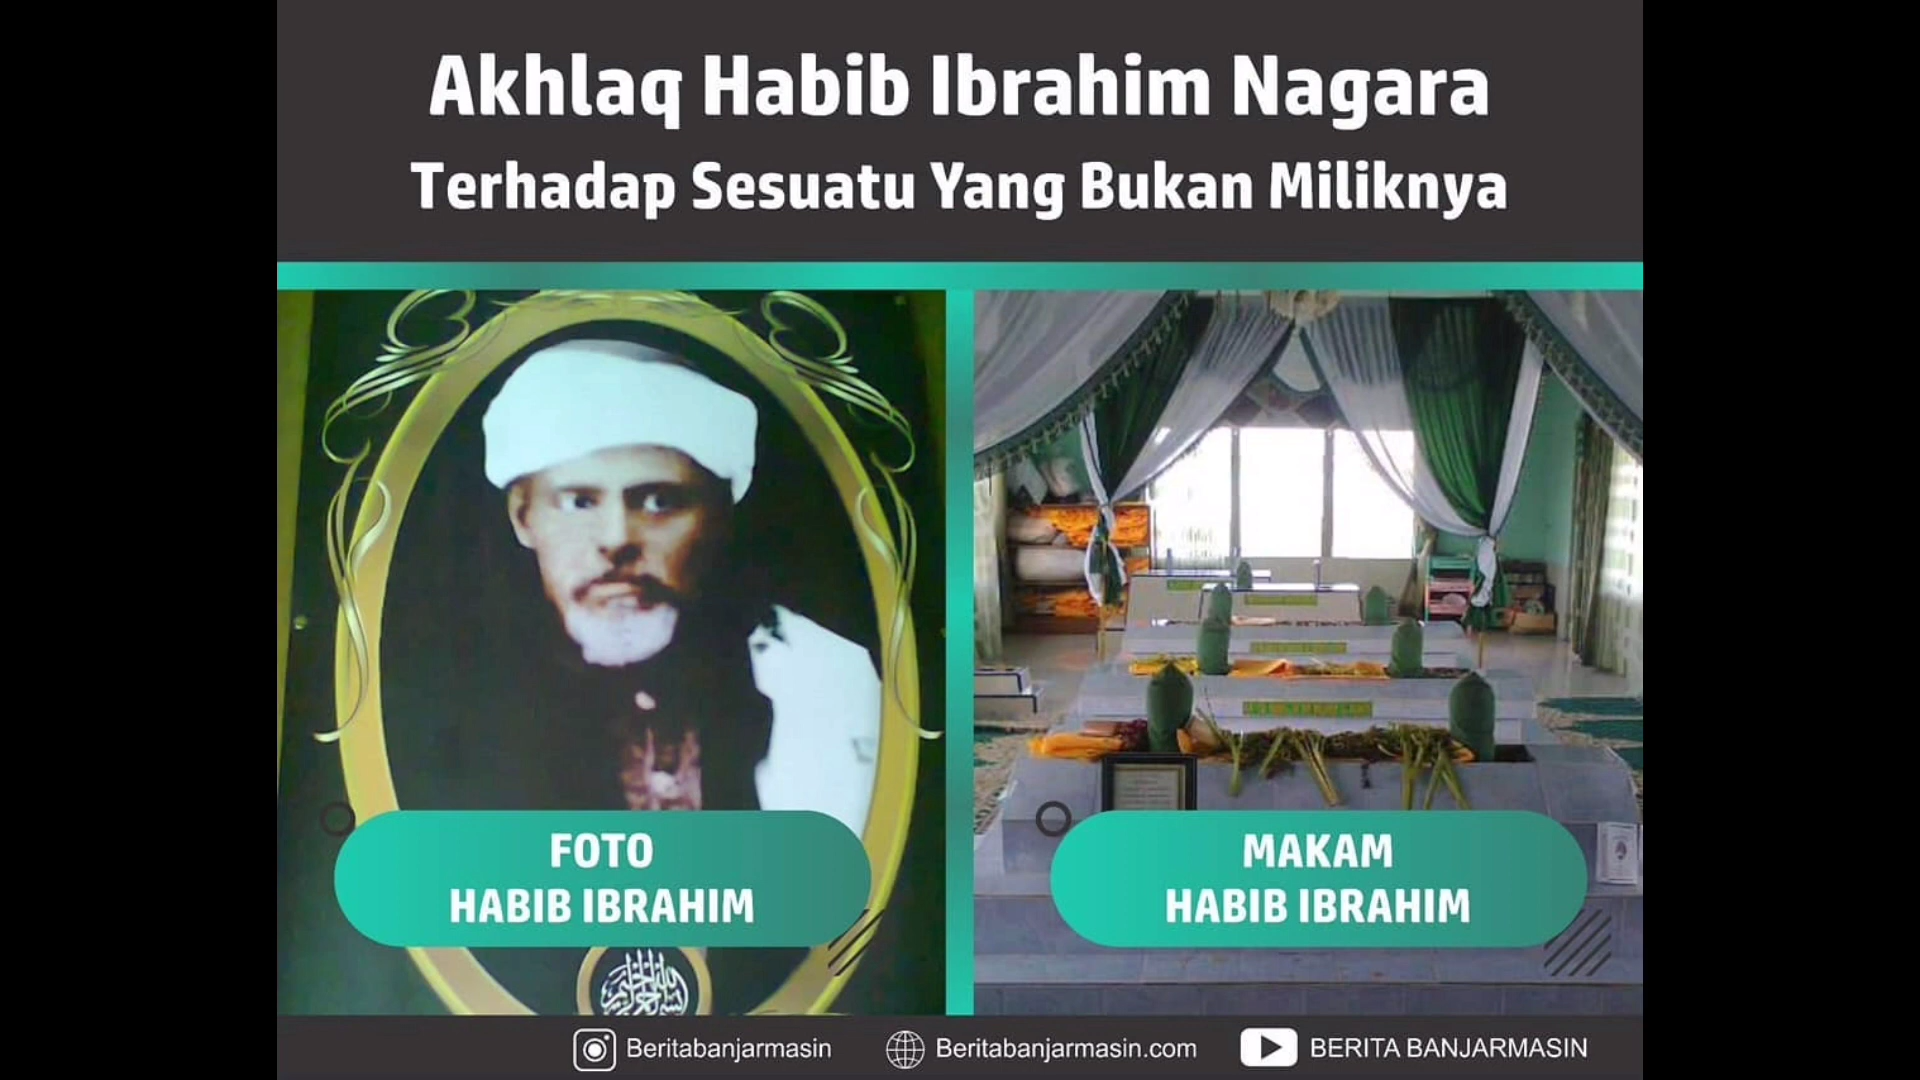 Akhlaq Habib Ibrahim Nagara
Terhadap Sesuatu Yang Bukan Miliknya
FOTO
HABIB IBRAHIM
MAKAM
HABIB IBRAHIM
Beritabanjarmasin
Beritabanjarmasin.com
BERITA BANJARMASIN